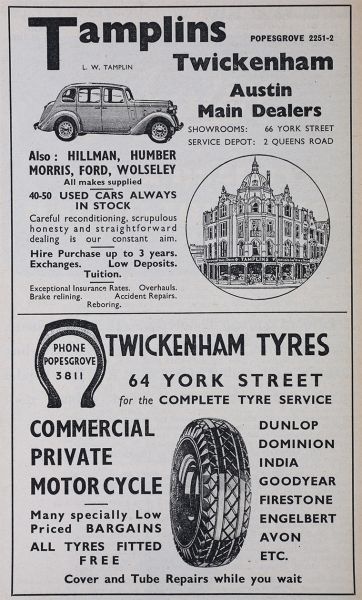 Tamplins
POPESGROVE 2251-2
L. W. TAMPLIN
Twickenham
Austin
Main Dealers
SHOWROOMS: 66 YORK STREET
SERVICE DEPOT: 2 QUEENS ROAD
Also : HILLMAN, HUMBER
MORRIS, FORD, WOLSELEY
All makes supplied
40-50 USED CARS ALWAYS
IN STOCK
Careful reconditioning, scrupulous
honesty and straightforward
dealing is our constant aim.
Hire Purchase up to 3 years.
Exchanges. Low Deposits.
Tuition.
Exceptional Insurance Rates. Overhauls.
Brake relining. Accident Repairs.
Reboring.
TAMPLINS
PHONE
POPESGROVE
3811
TWICKENHAM TYRES
64 YORK STREET
for the COMPLETE TYRE SERVICE
COMMERCIAL
PRIVATE
MOTOR CYCLE
Many specially Low
Priced BARGAINS
ALL TYRES FITTED
FREE
DUNLOP
DOMINION
INDIA
GOODYEAR
FIRESTONE
ENGELBERT
AVON
ETC.
Cover and Tube Repairs while you wait